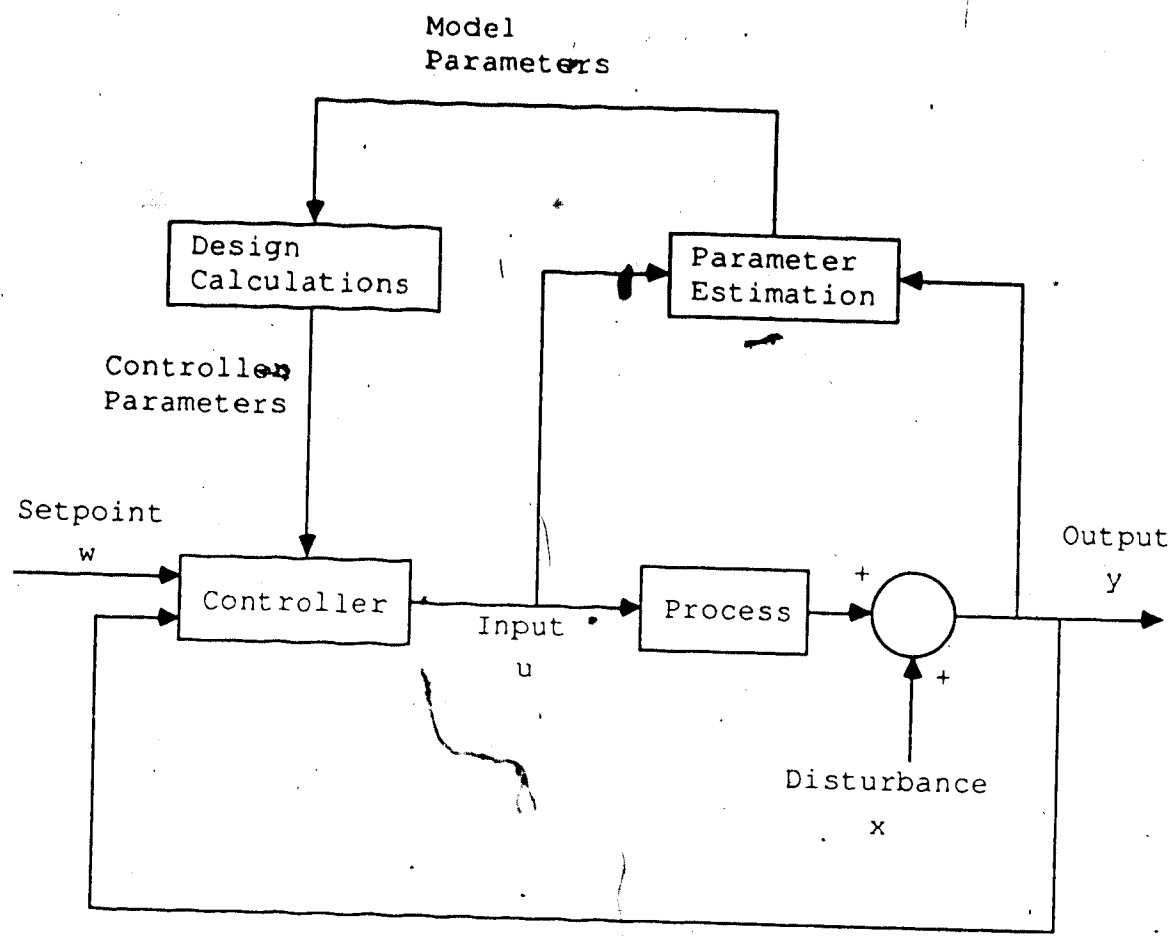 Model
Parameters
Design
Calculations
Parameter
Estimation
Controller
Parameters
Setpoint
w
Controller
Input
u
Process
+
+
Output
y
Disturbance
x